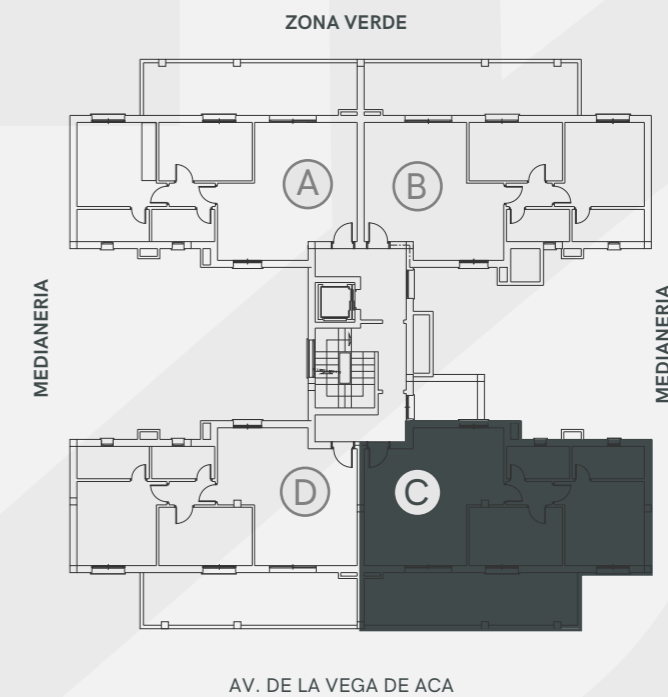 ZONA VERDE
A
B
MEDIANERIA
MEDIANERIA
D
C
AV. DE LA VEGA DE ACA